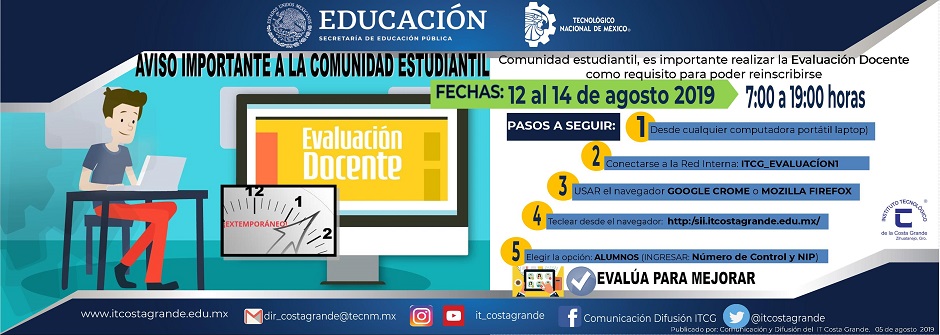 EDUCACIÓN
SECRETARÍA DE EDUCACIÓN PÚBLICA
TECNOLÓGICO
NACIONAL DE MÉXICO®
AVISO IMPORTANTE A LA COMUNIDAD ESTUDIANTIL
Comunidad estudiantil, es importante realizar la Evaluación Docente
como requisito para poder reinscribirse
FECHAS: 12 al 14 de agosto 2019
7:00 a 19:00 horas
Evaluación
Docente
12
EXTEMPORÁNEO
1
2
PASOS A SEGUIR:
1 Desde cualquier computadora portátil laptop)
2 Conectarse a la Red Interna: ITCG_EVALUACÍON1
3 USAR el navegador GOOGLE CROME o MOZILLA FIREFOX
4 Teclear desde el navegador: http:/sii.itcostagrande.edu.mx/
5 Elegir la opción: ALUMNOS (INGRESAR: Número de Control y NIP)
EVALÚA PARA MEJORAR
INSTITUTO TECNOLÓGICO
de la Costa Grande
Zihuatanejo, Gro.
www.itcostagrande.edu.mx
dir_costagrande@tecnm.mx
it_costagrande
Comunicación Difusión ITCG
@itcostagrande
Publicado por: Comunicación y Difusión del IT Costa Grande, 05 de agosto 2019